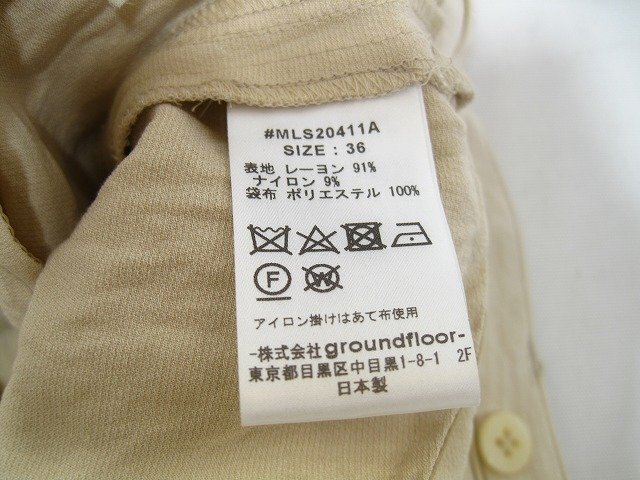 #MLS20411A
SIZE : 36
表地 レーヨン 91%
ナイロン 9%
袋布 ポリエステル 100%
F W
アイロン掛けはあて布使用
-株式会社groundfloor-
東京都目黒区中目黒1-8-1 2F
日本製